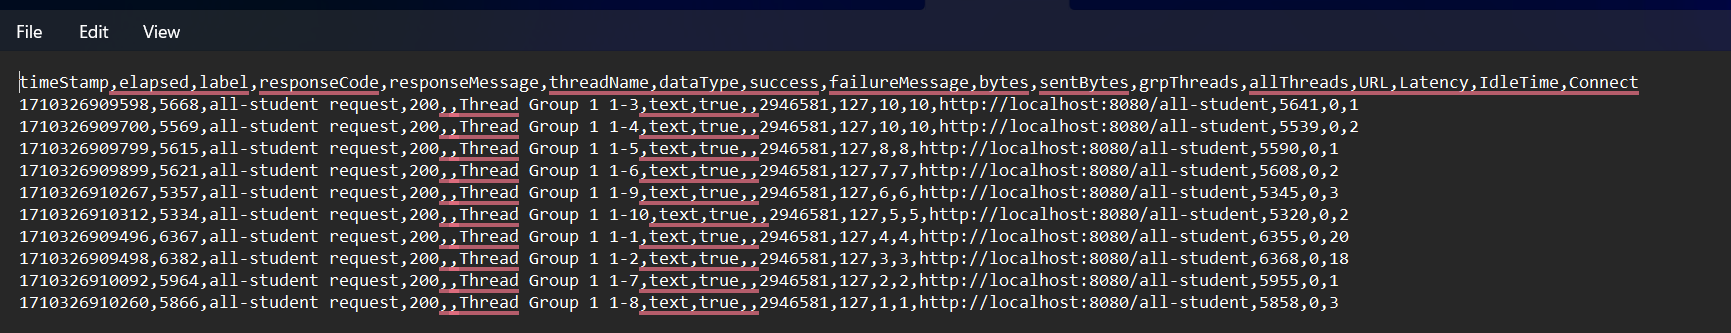 File Edit View
timeStamp,elapsed,label,responseCode,responseMessage,threadName,dataType,success,failureMessage,bytes,sentBytes,grpThreads,allThreads,URL,Latency,IdleTime,Connect
1710326909598,5668,all-student request,200,,Thread Group 1 1-3,text,true,,2946581,127,10,10,http://localhost:8080/all-student,5641,0,1
1710326909700,5569,all-student request,200,,Thread Group 1 1-4,text,true,,2946581,127,10,10,http://localhost:8080/all-student,5539,0,2
1710326909799,5615,all-student request,200,,Thread Group 1 1-5,text,true,,2946581,127,8,8,http://localhost:8080/all-student,5590,0,1
1710326909899,5621,all-student request,200,,Thread Group 1 1-6,text,true,,2946581,127,7,7,http://localhost:8080/all-student,5608,0,2
1710326910267,5357,all-student request,200,,Thread Group 1 1-9,text,true,,2946581,127,6,6,http://localhost:8080/all-student,5345,0,3
1710326910312,5334,all-student request,200,,Thread Group 1 1-10,text,true,,2946581,127,5,5,http://localhost:8080/all-student,5320,0,2
1710326909496,6367,all-student request,200,,Thread Group 1 1-1,text,true,,2946581,127,4,4,http://localhost:8080/all-student,6355,0,20
1710326909498,6382,all-student request,200,,Thread Group 1 1-2,text,true,,2946581,127,3,3,http://localhost:8080/all-student,6368,0,18
1710326910092,5964,all-student request,200,,Thread Group 1 1-7,text,true,,2946581,127,2,2,http://localhost:8080/all-student,5955,0,1
1710326910260,5866,all-student request,200,,Thread Group 1 1-8,text,true,,2946581,127,1,1,http://localhost:8080/all-student,5858,0,3